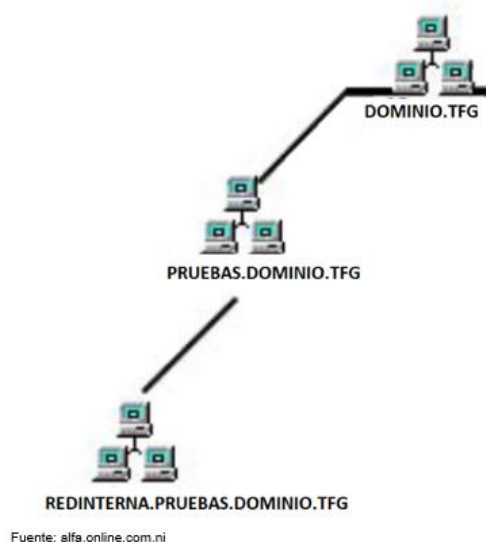 DOMINIO.TFG
PRUEBAS.DOMINIO.TFG
REDINTERNA.PRUEBAS.DOMINIO.TFG
Fuente: alfa.online.com.ni